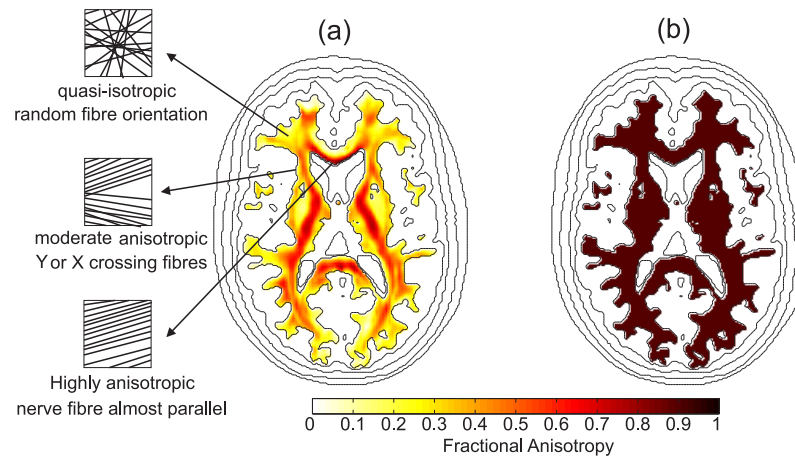 (a)
(b)
quasi-isotropic
random fibre orientation
moderate anisotropic
Y or X crossing fibres
Highly anisotropic
nerve fibre almost parallel
0 0.1 0.2 0.3 0.4 0.5 0.6 0.7 0.8 0.9 1
Fractional Anisotropy